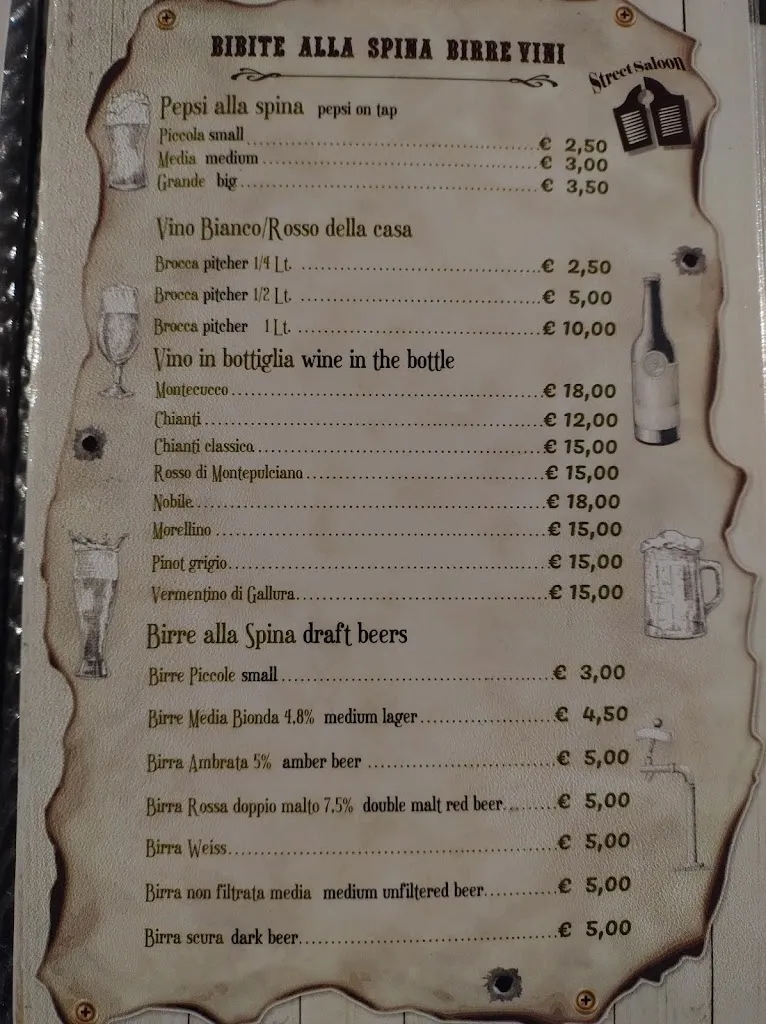 BIBITE ALLA SPINA BIRRE VINI
Street Saloon
Pepsi alla spina pepsi on tap
Piccola small........................................€ 2,50
Media medium........................................€ 3,00
Grande big........................................€ 3,50
Vino Bianco/Rosso della casa
Brocca pitcher 1/4 Lt. ........................................€ 2,50
Brocca pitcher 1/2 Lt. ........................................€ 5,00
Brocca pitcher 1 Lt. ........................................€ 10,00
Vino in bottiglia wine in the bottle
Montecucco........................................€ 18,00
Chianti........................................€ 12,00
Chianti classico........................................€ 15,00
Rosso di Montepulciano........................................€ 15,00
Nobile........................................€ 18,00
Morellino ........................................€ 15,00
Pinot grigio........................................€ 15,00
Vermentino di Gallura........................................€ 15,00
Birre alla Spina draft beers
Birre Piccole small........................................€ 3,00
Birre Media Bionda 4,8% medium lager....................€ 4,50
Birra Ambrata 5% amber beer ..............................€ 5,00
Birra Rossa doppio malto 7,5% double malt red beer..........€ 5,00
Birra Weiss........................................€ 5,00
Birra non filtrata media medium unfiltered beer...........€ 5,00
Birra scura dark beer........................................€ 5,00